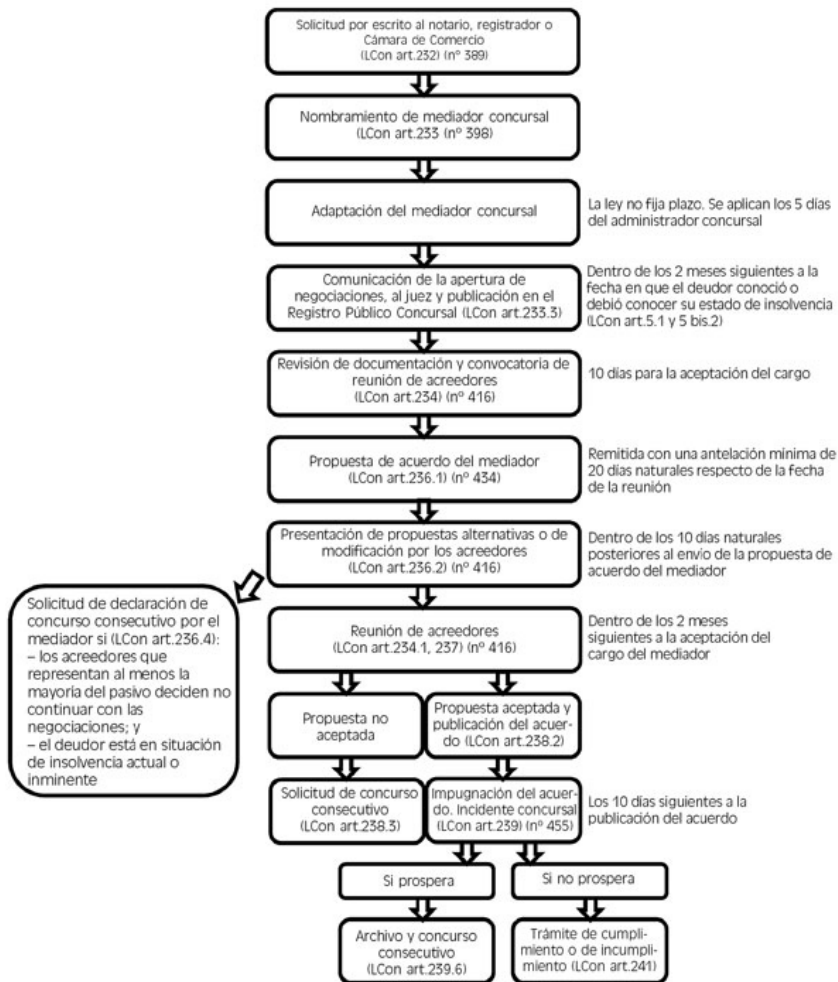 Solicitud por escrito al notario, registrador o
Cámara de Comercio
(LCon art.232) (nº 389)
Nombramiento de mediador concursal
(LCon art.233 (nº 398)
Adaptación del mediador concursal
La ley no fija plazo. Se aplican los 5 días
del administrador concursal
Comunicación de la apertura de
negociaciones, al juez y publicación en el
Registro Público Concursal (LCon art.233.3)
Dentro de los 2 meses siguientes a la
fecha en que el deudor conoció o
debió conocer su estado de insolvencia
(LCon art.5.1 y 5 bis.2)
Revisión de documentación y convocatoria de
reunión de acreedores
(LCon art.234) (nº 416)
10 días para la aceptación del cargo
Propuesta de acuerdo del mediador
(LCon art.236.1) (nº 434)
Remitida con una antelación mínima de
20 días naturales respecto de la fecha
de la reunión
Presentación de propuestas alternativas o de
modificación por los acreedores
(LCon art.236.2) (nº 416)
Dentro de los 10 días naturales
posteriores al envío de la propuesta de
acuerdo del mediador
Solicitud de declaración de
concurso consecutivo por el
mediador si (LCon art.236.4):
– los acreedores que
representan al menos la
mayoría del pasivo deciden no
continuar con las
negociaciones; y
– el deudor está en situación
de insolvencia actual o
inminente
Reunión de acreedores
(LCon art.234.1, 237) (nº 416)
Dentro de los 2 meses
siguientes a la aceptación del
cargo del mediador
Propuesta no
aceptada
Propuesta aceptada y
publicación del acuer-
do (LCon art.238.2)
Solicitud de concurso
consecutivo
(LCon art.238.3)
Impugnación del acuer-
do. Incidente concursal
(LCon art.239) (nº 455)
Los 10 días siguientes a la
publicación del acuerdo
Si prospera
Si no prospera
Archivo y concurso
consecutivo
(LCon art.239.6)
Trámite de cumpli-
miento o de incumpli-
miento (LCon art.241)